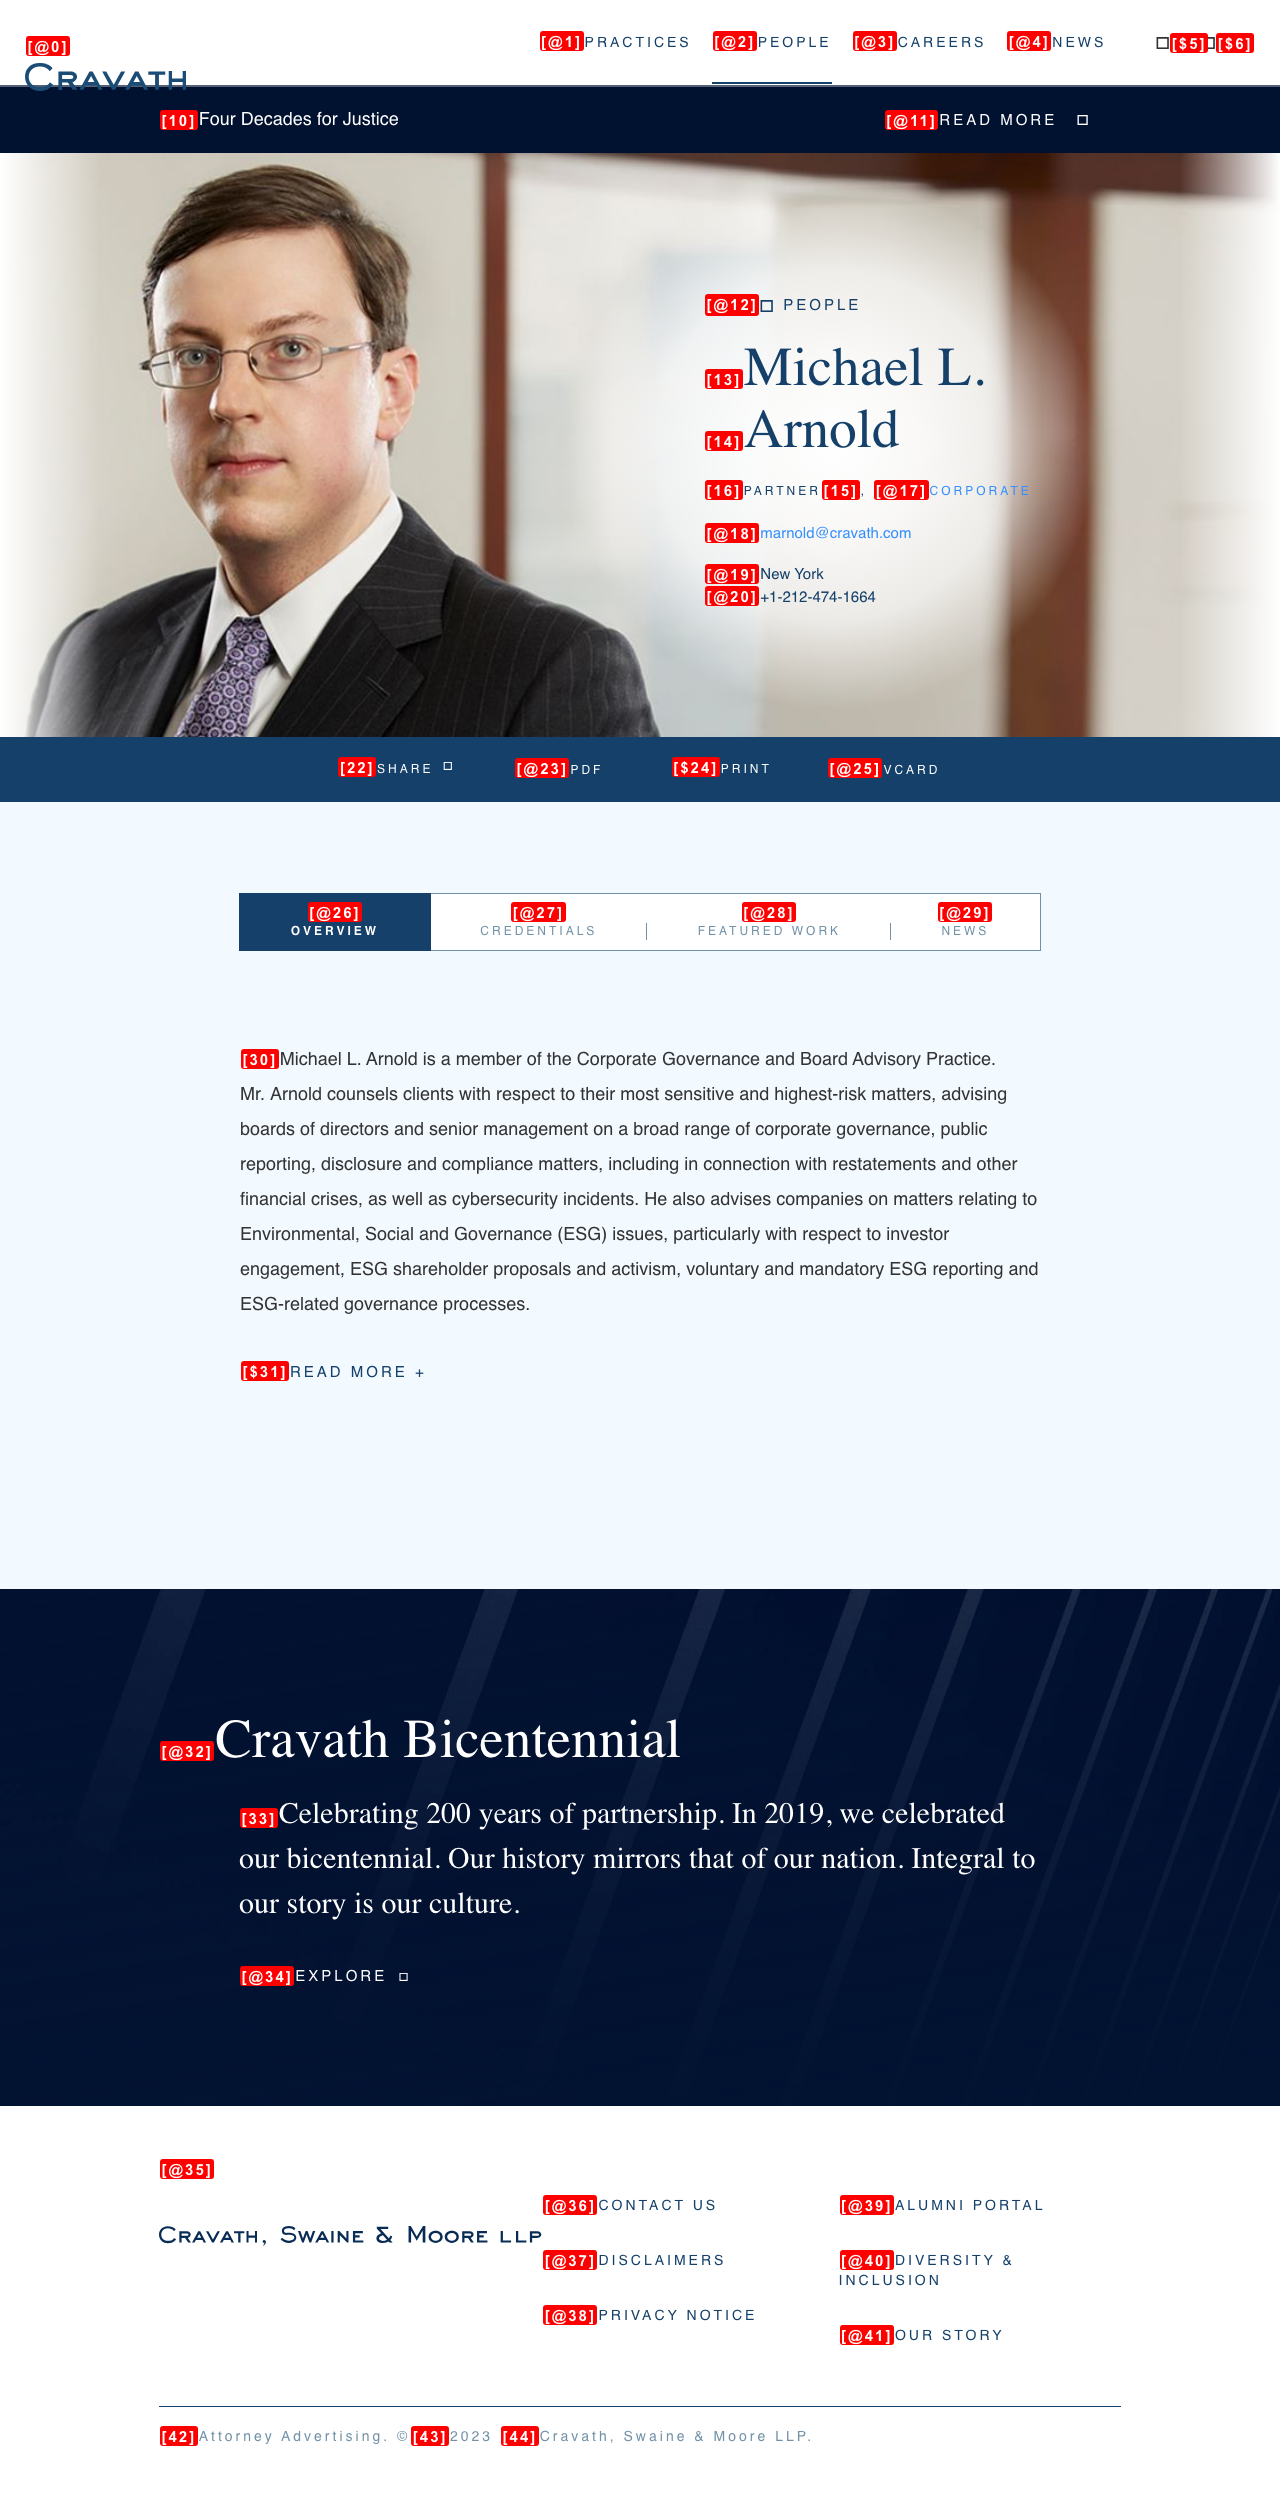 [@0]
CRAVATH
[@1] PRACTICES [@2] PEOPLE [@3] CAREERS [@4] NEWS [$5] [$6]
[10] Four Decades for Justice [@11] READ MORE
[@12] PEOPLE
[13] Michael L.
[14] Arnold
[16] PARTNER [15] , [@17] CORPORATE
[@18] marnold@cravath.com
[@19] New York
[@20] +1-212-474-1664
[22] SHARE [@23] PDF [$24] PRINT [@25] VCARD
[@26] [@27] [@28] [@29]
OVERVIEW CREDENTIALS FEATURED WORK NEWS
[30] Michael L. Arnold is a member of the Corporate Governance and Board Advisory Practice.
Mr. Arnold counsels clients with respect to their most sensitive and highest-risk matters, advising
boards of directors and senior management on a broad range of corporate governance, public
reporting, disclosure and compliance matters, including in connection with restatements and other
financial crises, as well as cybersecurity incidents. He also advises companies on matters relating to
Environmental, Social and Governance (ESG) issues, particularly with respect to investor
engagement, ESG shareholder proposals and activism, voluntary and mandatory ESG reporting and
ESG-related governance processes.
[$31] READ MORE +
[@32] Cravath Bicentennial
[33] Celebrating 200 years of partnership. In 2019, we celebrated
our bicentennial. Our history mirrors that of our nation. Integral to
our story is our culture.
[@34] EXPLORE
[@35]
CRAVATH, SWAINE & MOORE LLP
[@36] CONTACT US
[@37] DISCLAIMERS
[@38] PRIVACY NOTICE
[@39] ALUMNI PORTAL
[@40] DIVERSITY &
INCLUSION
[@41] OUR STORY
[42] Attorney Advertising. © [43] 2023 [44] Cravath, Swaine & Moore LLP.